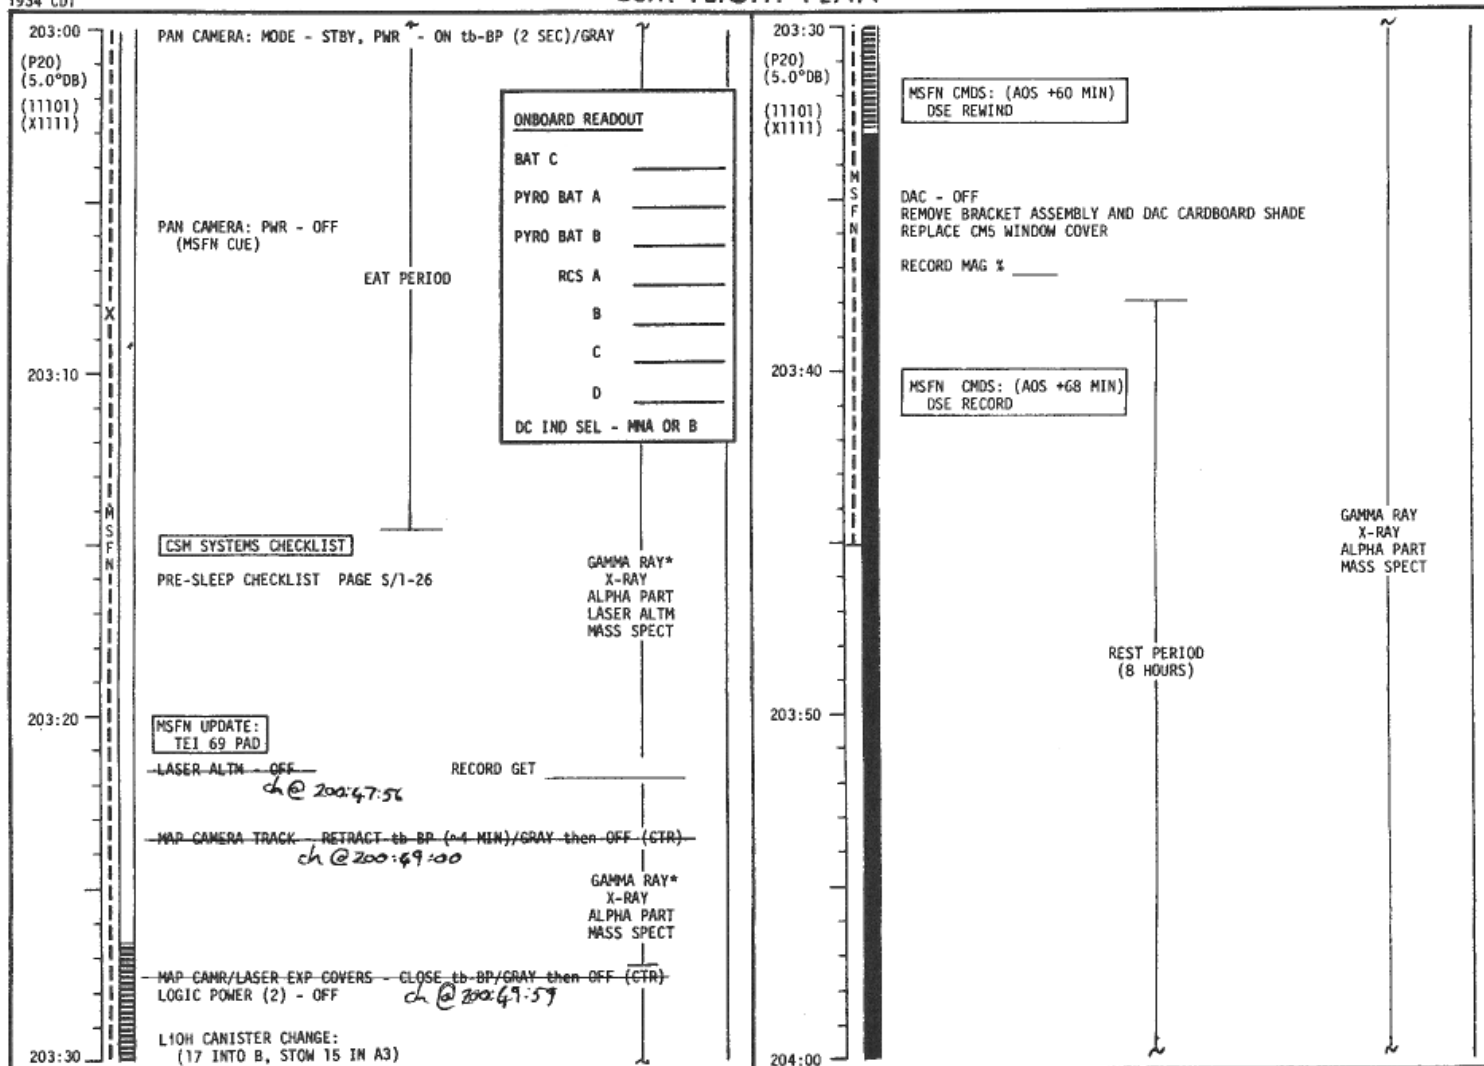 1934 CDT
CSM FLIGHT PLAN
203:00
(P20)
(5.0°DB)
(11101)
(X1111)
PAN CAMERA: MODE - STBY, PWR - ON tb-BP (2 SEC)/GRAY
ONBOARD READOUT
BAT C
PYRO BAT A
PYRO BAT B
RCS A
B
C
D
DC IND SEL - MNA OR B
PAN CAMERA: PWR - OFF
(MSFN CUE)
EAT PERIOD
X
203:10
MSFN
CSM SYSTEMS CHECKLIST
PRE-SLEEP CHECKLIST PAGE S/1-26
GAMMA RAY*
X-RAY
ALPHA PART
LASER ALTM
MASS SPECT
203:20
MSFN UPDATE:
TEI 69 PAD
LASER ALTM - OFF
RECORD GET
ch @ 200:47:56
MAP CAMERA TRACK - RETRACT tb-BP (~4 MIN)/GRAY then OFF (CTR)
ch @ 200:49:00
GAMMA RAY*
X-RAY
ALPHA PART
MASS SPECT
MAP CAMR/LASER EXP COVERS - CLOSE tb-BP/GRAY then OFF (CTR)
LOGIC POWER (2) - OFF
ch @ 200:49:59
LiOH CANISTER CHANGE:
(17 INTO B, STOW 15 IN A3)
203:30
203:30
(P20)
(5.0°DB)
(11101)
(X1111)
MSFN CMDS: (AOS +60 MIN)
DSE REWIND
MSFN
DAC - OFF
REMOVE BRACKET ASSEMBLY AND DAC CARDBOARD SHADE
REPLACE CM5 WINDOW COVER
RECORD MAG %
203:40
MSFN CMDS: (AOS +68 MIN)
DSE RECORD
GAMMA RAY
X-RAY
ALPHA PART
MASS SPECT
REST PERIOD
(8 HOURS)
203:50
204:00